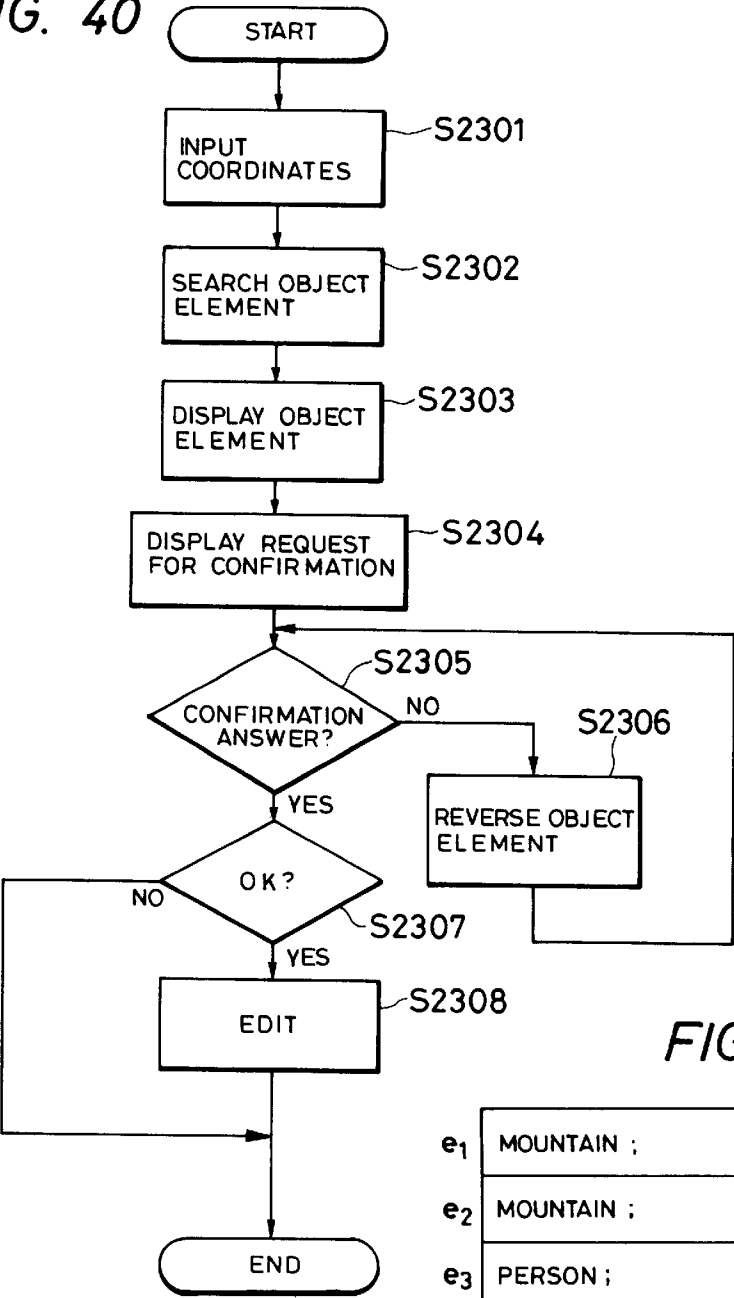 IG. 40
START
S2301
INPUT
COORDINATES
S2302
SEARCH OBJECT
ELEMENT
S2303
DISPLAY OBJECT
ELEMENT
S2304
DISPLAY REQUEST
FOR CONFIRMATION
S2305
CONFIRMATION
ANSWER?
NO
S2306
REVERSE OBJECT
ELEMENT
YES
OK?
NO
S2307
YES
S2308
EDIT
FIG
e1 MOUNTAIN ;
e2 MOUNTAIN ;
e3 PERSON ;
END